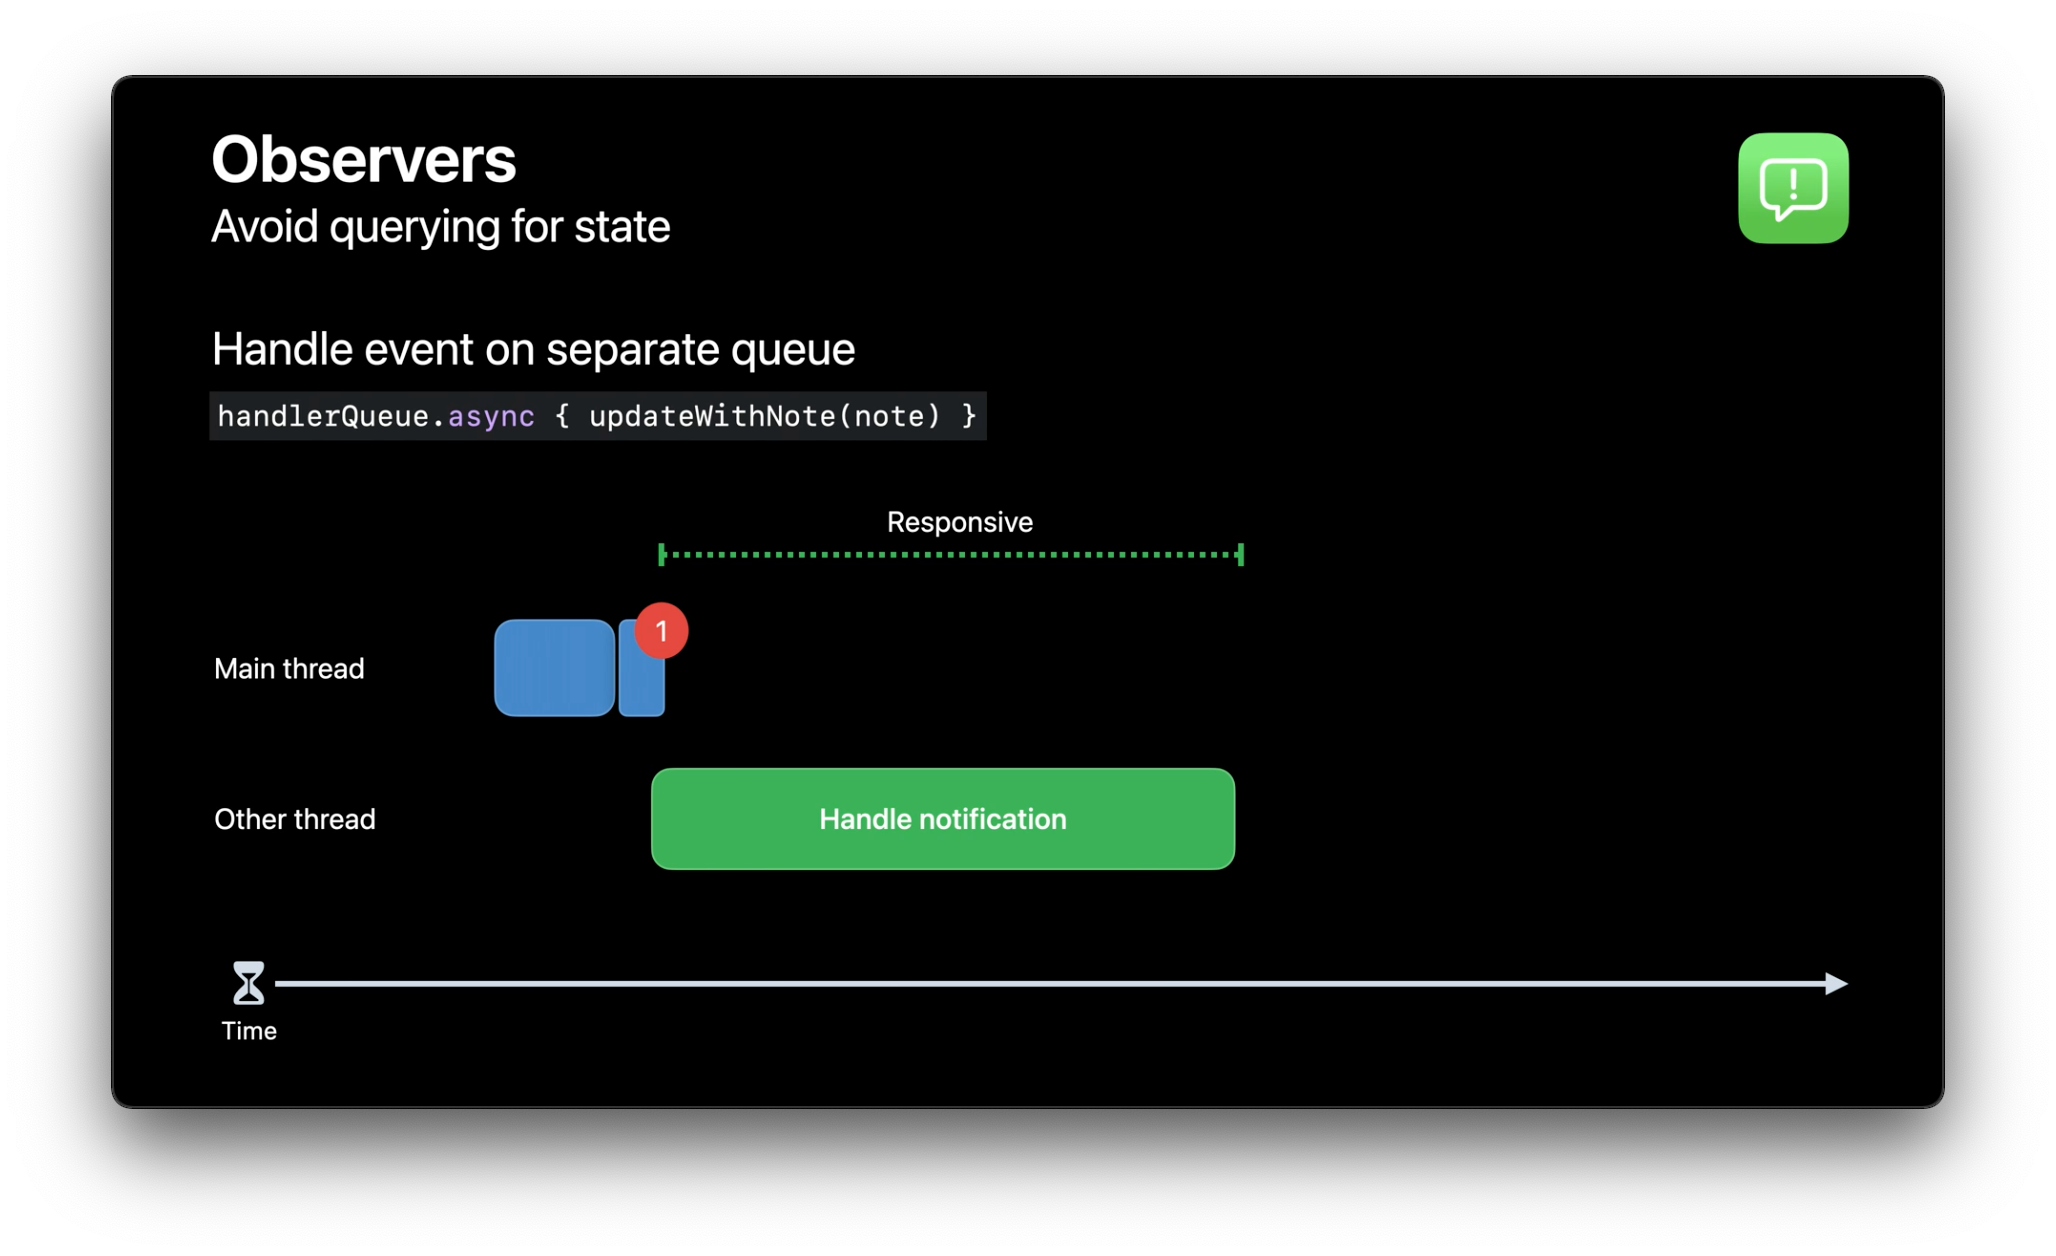 Observers
Avoid querying for state
Handle event on separate queue
handlerQueue.async { updateWithNote(note) }
Responsive
1
Main thread
Other thread
Handle notification
Time